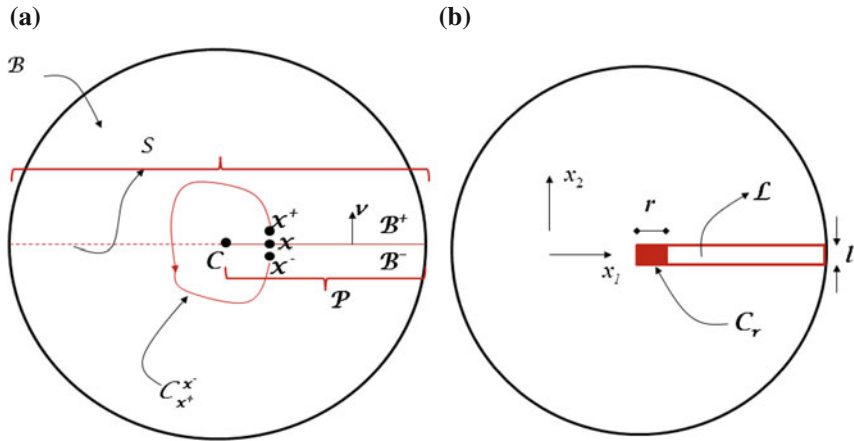 (a)
(b)
ℬ
S
x⁺
x
x⁻
ν
ℬ⁺
ℬ⁻
C
𝒫
C_{x⁺}^{x⁻}
x₂
x₁
r
ℒ
l
C_r